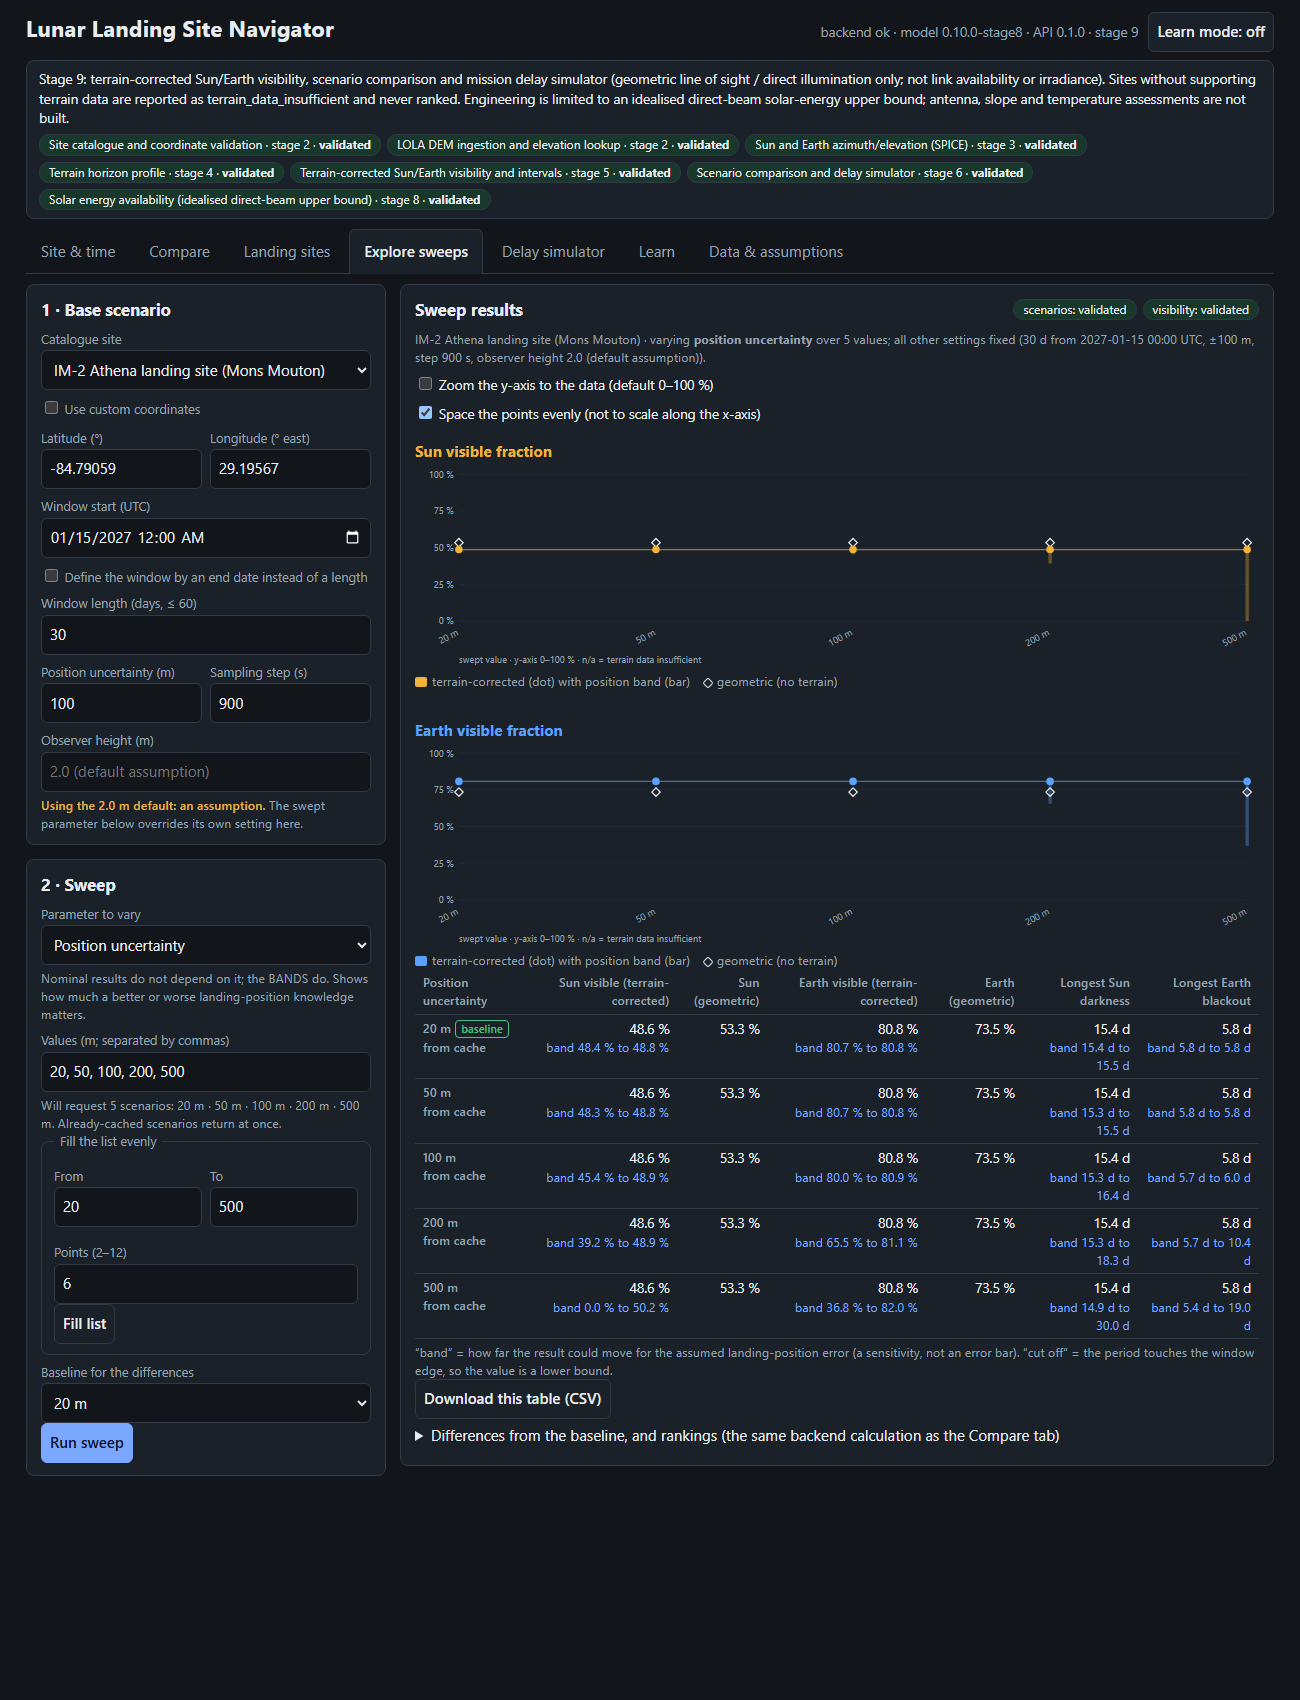 Lunar Landing Site Navigator
backend ok · model 0.10.0-stage8 · API 0.1.0 · stage 9
Learn mode: off
Stage 9: terrain-corrected Sun/Earth visibility, scenario comparison and mission delay simulator (geometric line of sight / direct illumination only; not link availability or irradiance). Sites without supporting
terrain data are reported as terrain_data_insufficient and never ranked. Engineering is limited to an idealised direct-beam solar-energy upper bound; antenna, slope and temperature assessments are not
built.
Site catalogue and coordinate validation · stage 2 · validated
LOLA DEM ingestion and elevation lookup · stage 2 · validated
Sun and Earth azimuth/elevation (SPICE) · stage 3 · validated
Terrain horizon profile · stage 4 · validated
Terrain-corrected Sun/Earth visibility and intervals · stage 5 · validated
Scenario comparison and delay simulator · stage 6 · validated
Solar energy availability (idealised direct-beam upper bound) · stage 8 · validated
Site & time
Compare
Landing sites
Explore sweeps
Delay simulator
Learn
Data & assumptions
1 · Base scenario
Catalogue site
IM-2 Athena landing site (Mons Mouton)
Use custom coordinates
Latitude (°)
Longitude (° east)
-84.79059
29.19567
Window start (UTC)
01/15/2027 12:00 AM
Define the window by an end date instead of a length
Window length (days, ≤ 60)
30
Position uncertainty (m)
Sampling step (s)
100
900
Observer height (m)
2.0 (default assumption)
Using the 2.0 m default: an assumption. The swept
parameter below overrides its own setting here.
2 · Sweep
Parameter to vary
Position uncertainty
Nominal results do not depend on it; the BANDS do. Shows
how much a better or worse landing-position knowledge
matters.
Values (m; separated by commas)
20, 50, 100, 200, 500
Will request 5 scenarios: 20 m · 50 m · 100 m · 200 m · 500
m. Already-cached scenarios return at once.
Fill the list evenly
From
To
20
500
Points (2–12)
6
Fill list
Baseline for the differences
20 m
Run sweep
Sweep results
scenarios: validated
visibility: validated
IM-2 Athena landing site (Mons Mouton) · varying position uncertainty over 5 values; all other settings fixed (30 d from 2027-01-15 00:00 UTC, ±100 m,
step 900 s, observer height 2.0 (default assumption)).
Zoom the y-axis to the data (default 0–100 %)
Space the points evenly (not to scale along the x-axis)
Sun visible fraction
100 %
75 %
50 %
25 %
0 %
20 m
50 m
100 m
200 m
500 m
swept value · y-axis 0–100 % · n/a = terrain data insufficient
terrain-corrected (dot) with position band (bar)
geometric (no terrain)
Earth visible fraction
100 %
75 %
50 %
25 %
0 %
20 m
50 m
100 m
200 m
500 m
swept value · y-axis 0–100 % · n/a = terrain data insufficient
terrain-corrected (dot) with position band (bar)
geometric (no terrain)
Position Sun visible (terrain- Sun Earth visible (terrain- Earth Longest Sun Longest Earth
uncertainty corrected) (geometric) corrected) (geometric) darkness blackout
20 m baseline 48.6 % 53.3 % 80.8 % 73.5 % 15.4 d 5.8 d
from cache band 48.4 % to 48.8 % band 80.7 % to 80.8 % band 15.4 d to band 5.8 d to 5.8 d
15.5 d
50 m 48.6 % 53.3 % 80.8 % 73.5 % 15.4 d 5.8 d
from cache band 48.3 % to 48.8 % band 80.7 % to 80.8 % band 15.3 d to band 5.8 d to 5.8 d
15.5 d
100 m 48.6 % 53.3 % 80.8 % 73.5 % 15.4 d 5.8 d
from cache band 45.4 % to 48.9 % band 80.0 % to 80.9 % band 15.3 d to band 5.7 d to 6.0 d
16.4 d
200 m 48.6 % 53.3 % 80.8 % 73.5 % 15.4 d 5.8 d
from cache band 39.2 % to 48.9 % band 65.5 % to 81.1 % band 15.3 d to band 5.7 d to 10.4
18.3 d d
500 m 48.6 % 53.3 % 80.8 % 73.5 % 15.4 d 5.8 d
from cache band 0.0 % to 50.2 % band 36.8 % to 82.0 % band 14.9 d to band 5.4 d to 19.0
30.0 d d
“band” = how far the result could move for the assumed landing-position error (a sensitivity, not an error bar). “cut off” = the period touches the window
edge, so the value is a lower bound.
Download this table (CSV)
Differences from the baseline, and rankings (the same backend calculation as the Compare tab)